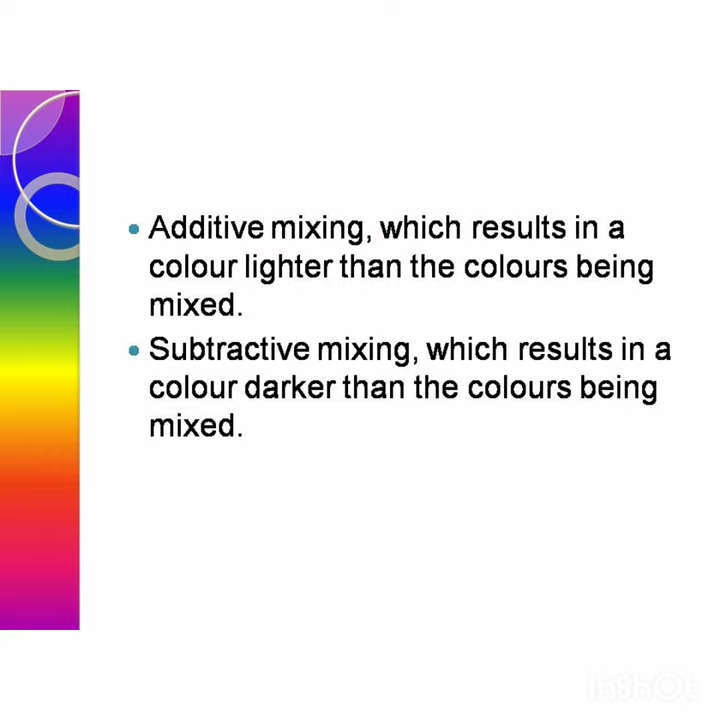 • Additive mixing, which results in a
colour lighter than the colours being
mixed.
• Subtractive mixing, which results in a
colour darker than the colours being
mixed.
InShOt